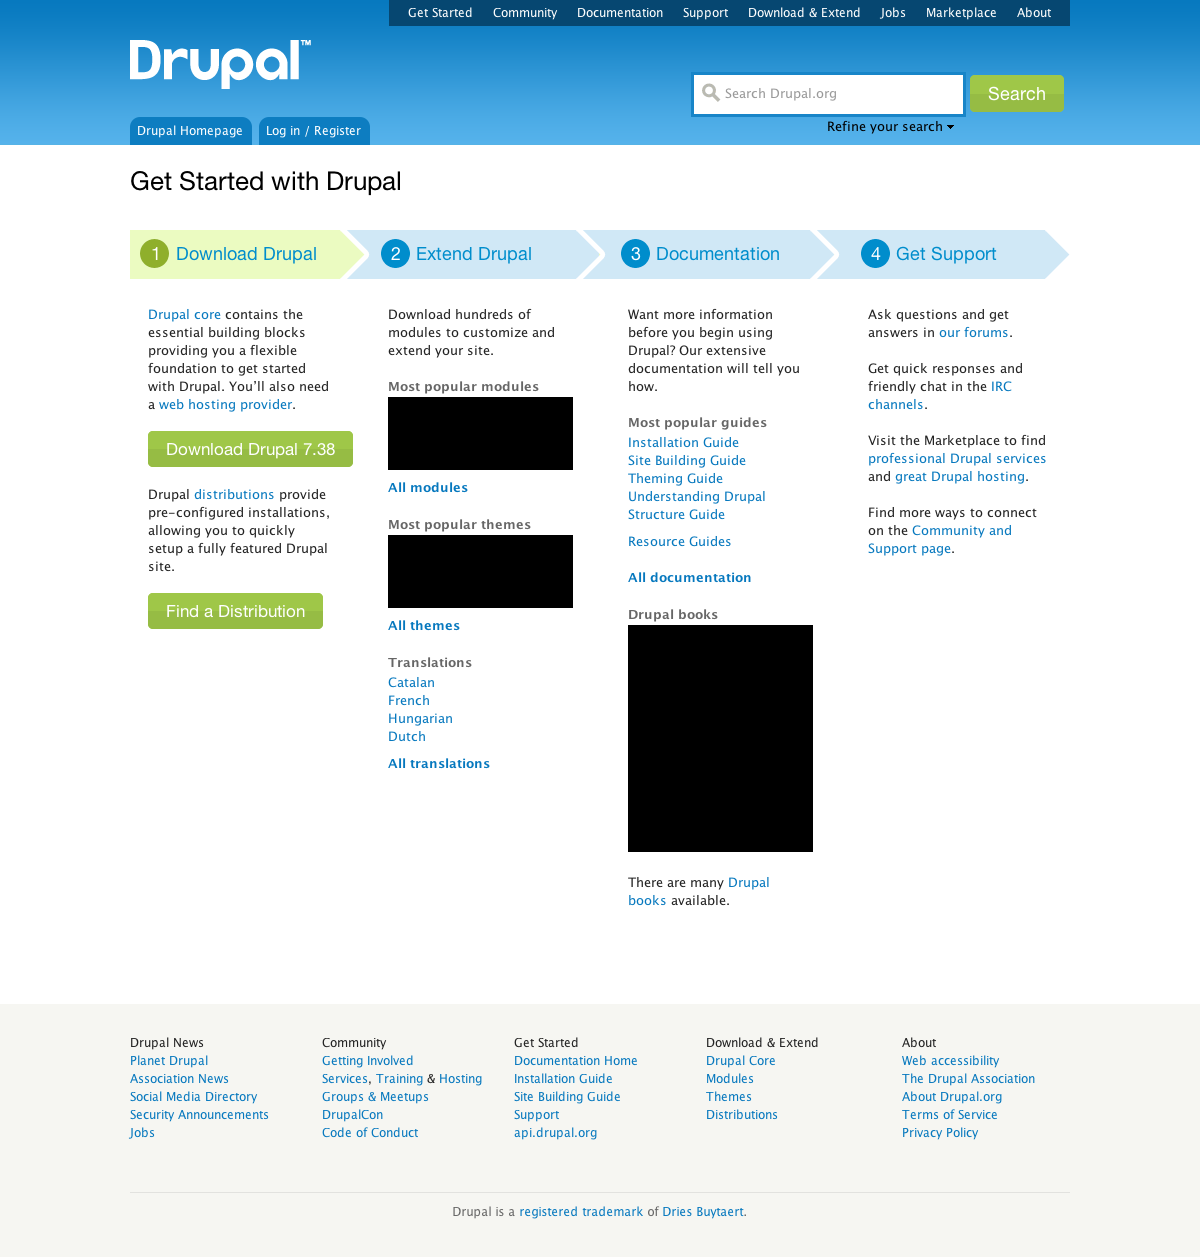 Get Started Community Documentation Support Download & Extend Jobs Marketplace About
Drupal™
Search Drupal.org
Search
Refine your search
Drupal Homepage Log in / Register
Get Started with Drupal
1 Download Drupal
Drupal core contains the
essential building blocks
providing you a flexible
foundation to get started
with Drupal. You’ll also need
a web hosting provider.
Download Drupal 7.38
Drupal distributions provide
pre-configured installations,
allowing you to quickly
setup a fully featured Drupal
site.
Find a Distribution
2 Extend Drupal
Download hundreds of
modules to customize and
extend your site.
Most popular modules
All modules
Most popular themes
All themes
Translations
Catalan
French
Hungarian
Dutch
All translations
3 Documentation
Want more information
before you begin using
Drupal? Our extensive
documentation will tell you
how.
Most popular guides
Installation Guide
Site Building Guide
Theming Guide
Understanding Drupal
Structure Guide
Resource Guides
All documentation
Drupal books
There are many Drupal
books available.
4 Get Support
Ask questions and get
answers in our forums.
Get quick responses and
friendly chat in the IRC
channels.
Visit the Marketplace to find
professional Drupal services
and great Drupal hosting.
Find more ways to connect
on the Community and
Support page.
Drupal News
Planet Drupal
Association News
Social Media Directory
Security Announcements
Jobs
Community
Getting Involved
Services, Training & Hosting
Groups & Meetups
DrupalCon
Code of Conduct
Get Started
Documentation Home
Installation Guide
Site Building Guide
Support
api.drupal.org
Download & Extend
Drupal Core
Modules
Themes
Distributions
About
Web accessibility
The Drupal Association
About Drupal.org
Terms of Service
Privacy Policy
Drupal is a registered trademark of Dries Buytaert.